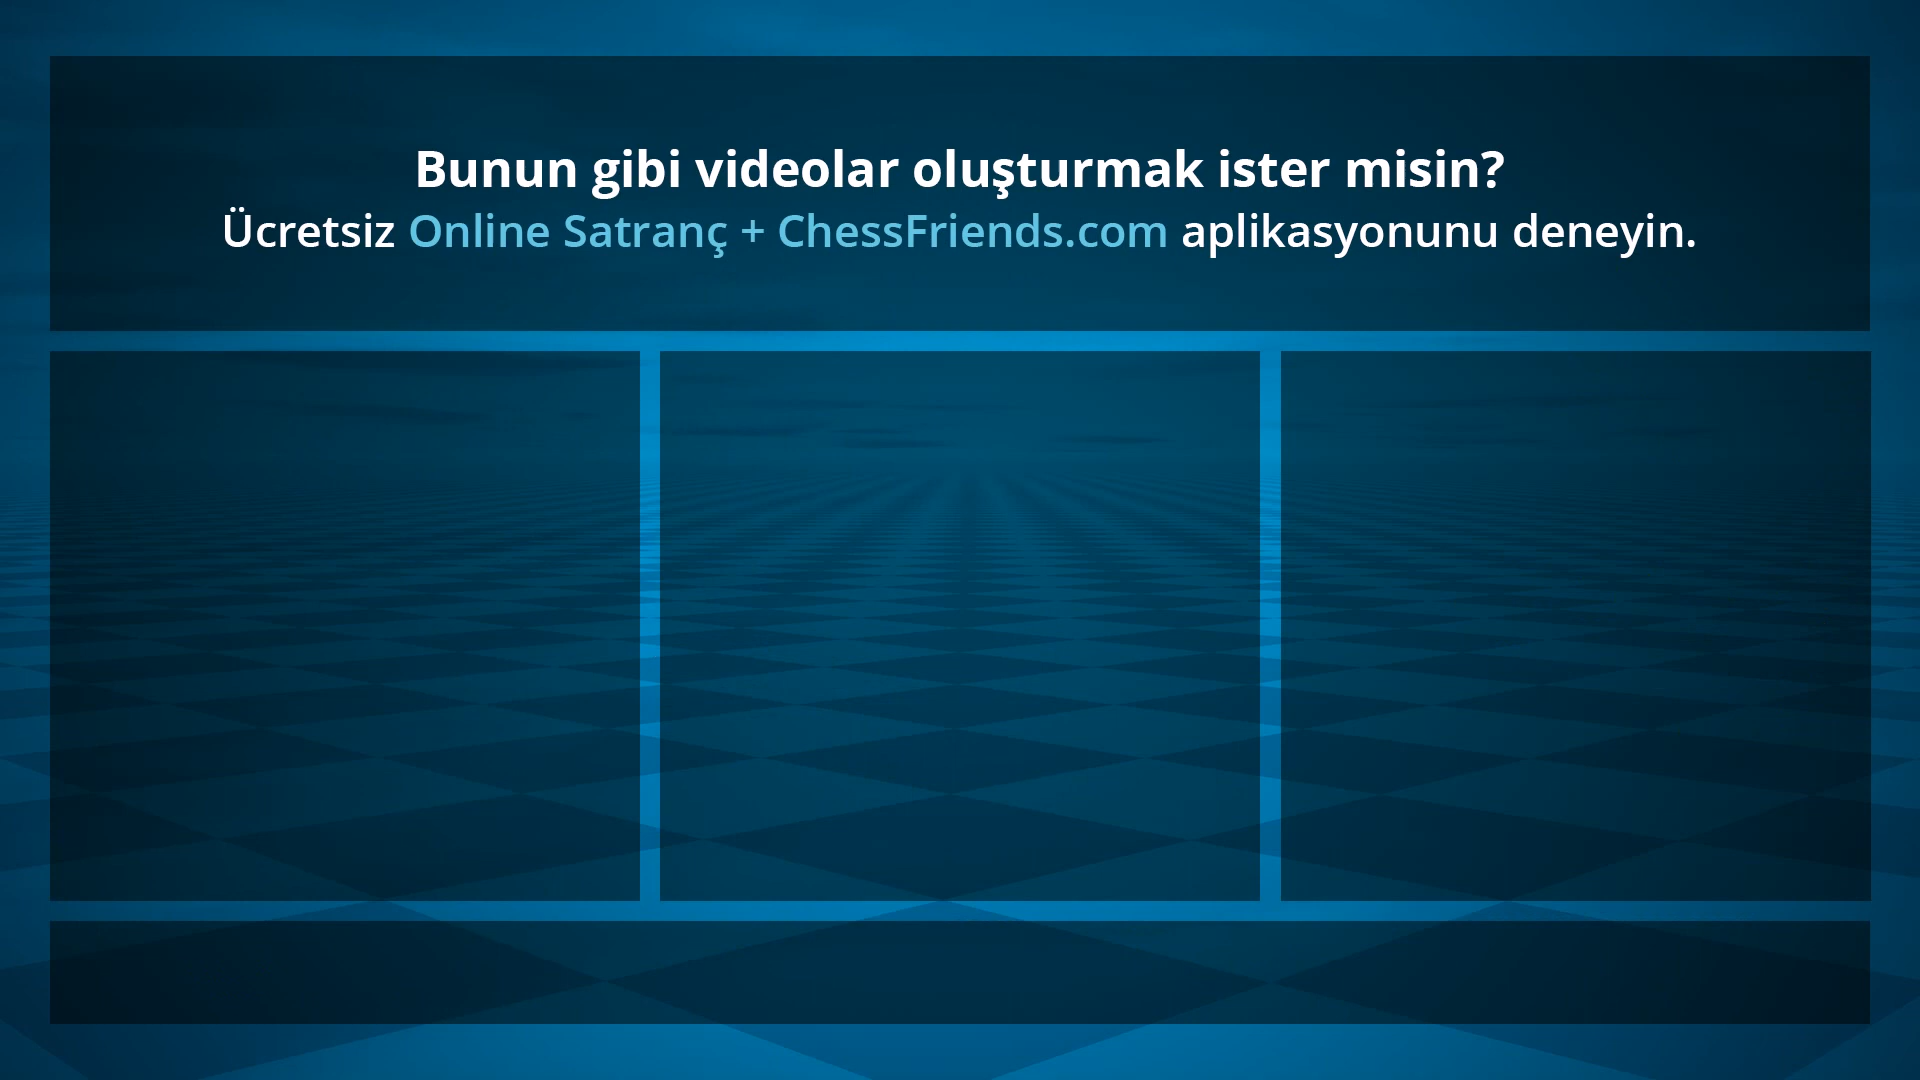 Bunun gibi videolar oluşturmak ister misin?
Ücretsiz Online Satranç + ChessFriends.com aplikasyonunu deneyin.